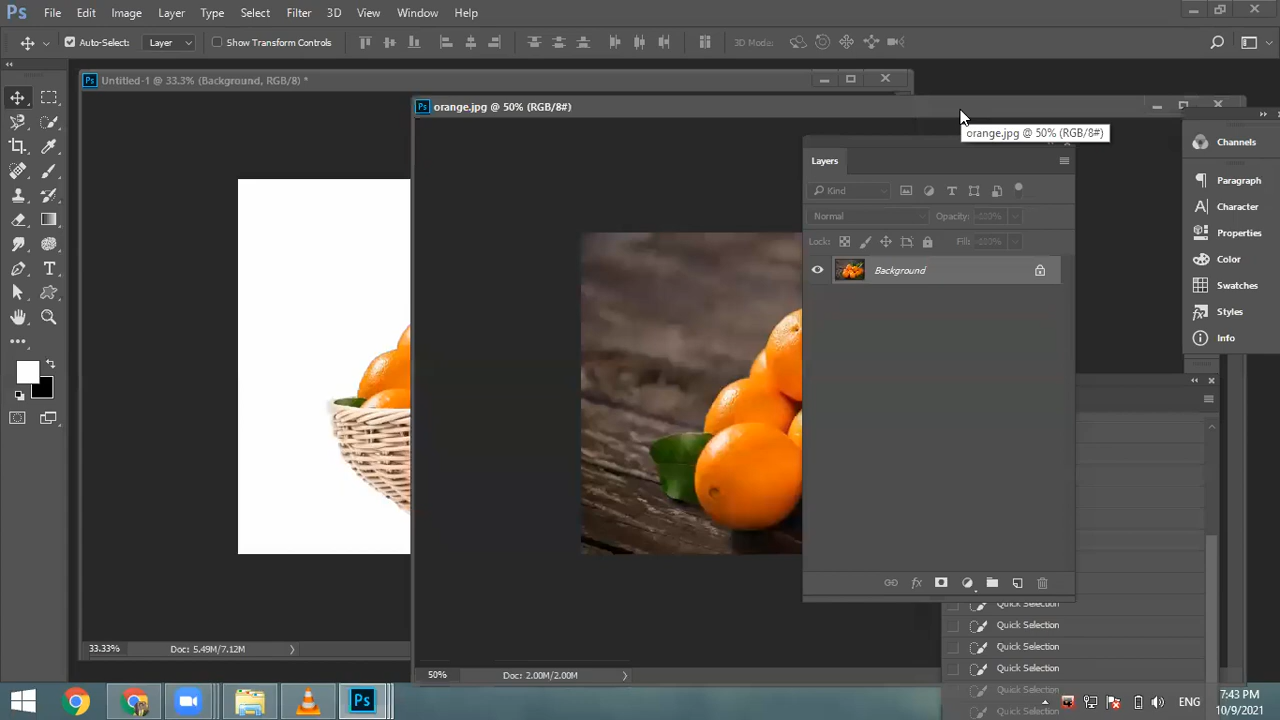 Ps File Edit Image Layer Type Select Filter 3D View Window Help
Auto-Select: Layer Show Transform Controls 3D Mode:
Ps Untitled-1 @ 33.3% (Background, RGB/8) *
Ps orange.jpg @ 50% (RGB/8#)
orange.jpg @ 50% (RGB/8#)
Layers
Kind
Normal Opacity:
Lock: Fill:
Background
Channels
Paragraph
Character
Properties
Color
Swatches
Styles
Info
Quick Selection
Quick Selection
Quick Selection
Quick Selection
Quick Selection
Quick Selection
33.33% Doc: 5.49M/7.12M
50% Doc: 2.00M/2.00M
Ps
ENG
7:43 PM
10/9/2021